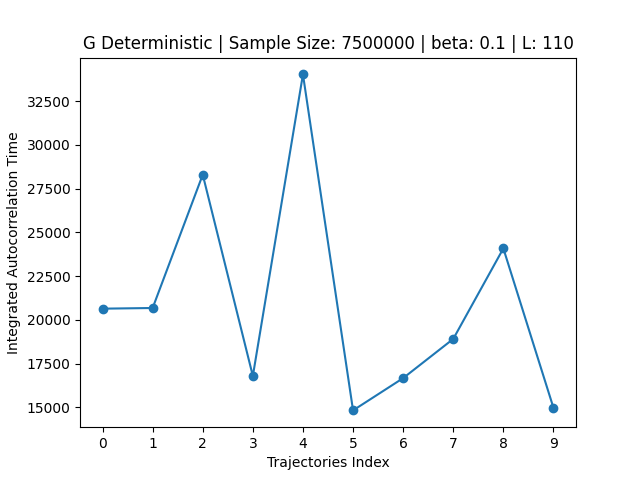 G Deterministic | Sample Size: 7500000 | beta: 0.1 | L: 110
Integrated Autocorrelation Time
32500
30000
27500
25000
22500
20000
17500
15000
0 1 2 3 4 5 6 7 8 9
Trajectories Index